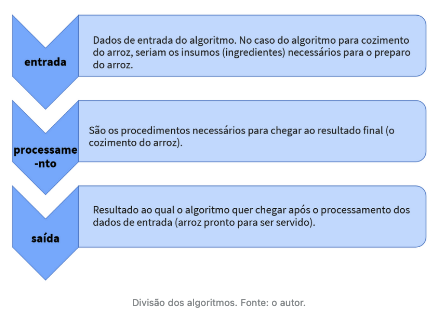 entrada
Dados de entrada do algoritmo. No caso do algoritmo para cozimento
do arroz, seriam os insumos (ingredientes) necessários para o preparo
do arroz.
processame
-nto
São os procedimentos necessários para chegar ao resultado final (o
cozimento do arroz).
saída
Resultado ao qual o algoritmo quer chegar após o processamento dos
dados de entrada (arroz pronto para ser servido).
Divisão dos algoritmos. Fonte: o autor.